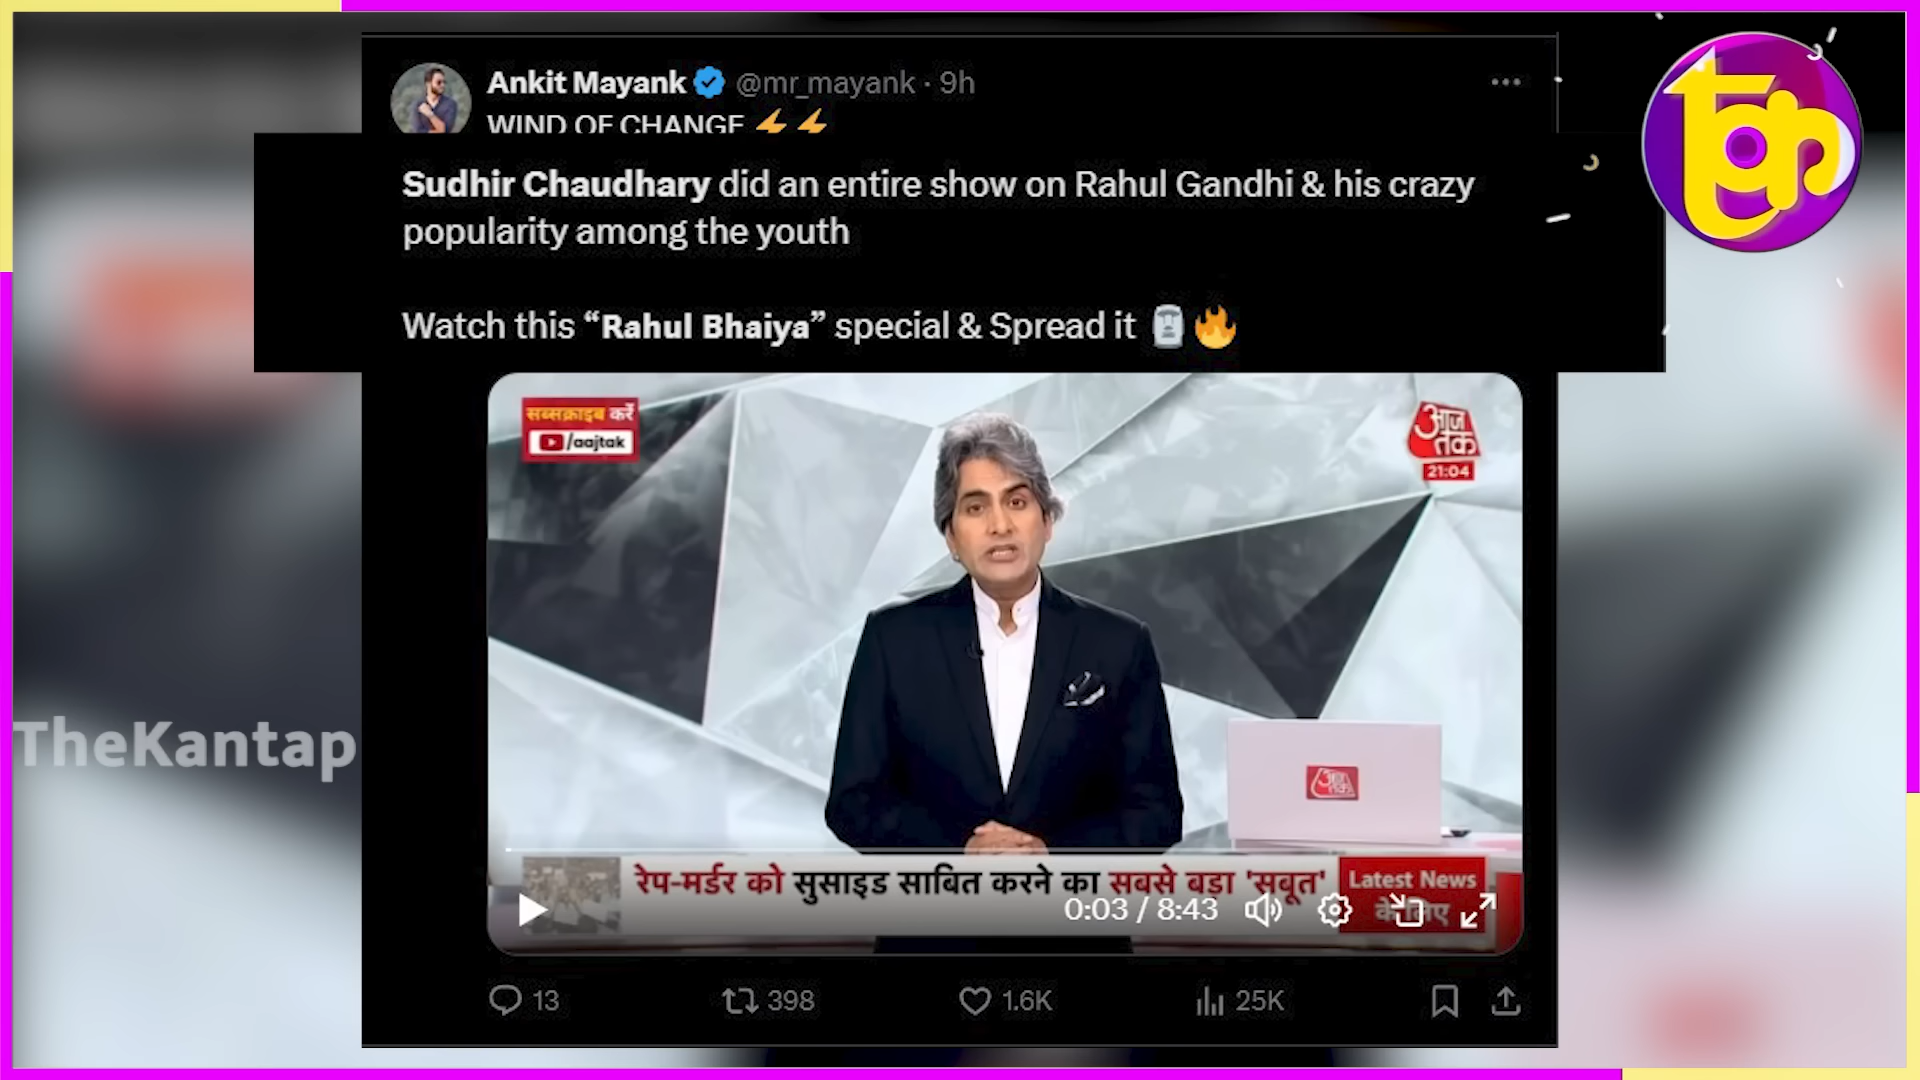 Ankit Mayank @mr_mayank · 9h
WIND OF CHANGE
Sudhir Chaudhary did an entire show on Rahul Gandhi & his crazy
popularity among the youth
Watch this “Rahul Bhaiya” special & Spread it
सब्सक्राइब करें
/aajtak
आज
तक
21:04
आज
तक
TheKantap
रेप-मर्डर को सुसाइड साबित करने का सबसे बड़ा 'सबूत'
Latest News
के लिए
0:03 / 8:43
13
398
1.6K
25K